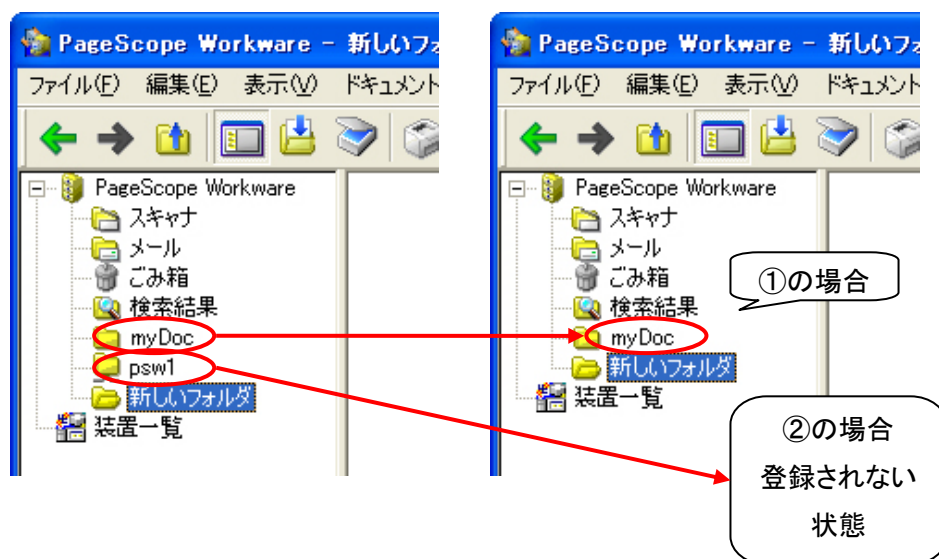 PageScope Workware - 新しいフォ
ファイル(F) 編集(E) 表示(V) ドキュメント
PageScope Workware
スキャナ
メール
ごみ箱
検索結果
myDoc
psw1
新しいフォルダ
装置一覧
PageScope Workware - 新しいフォ
ファイル(F) 編集(E) 表示(V) ドキュメント
PageScope Workware
スキャナ
メール
ごみ箱
検索結果
myDoc
新しいフォルダ
装置一覧
①の場合
②の場合
登録されない
状態